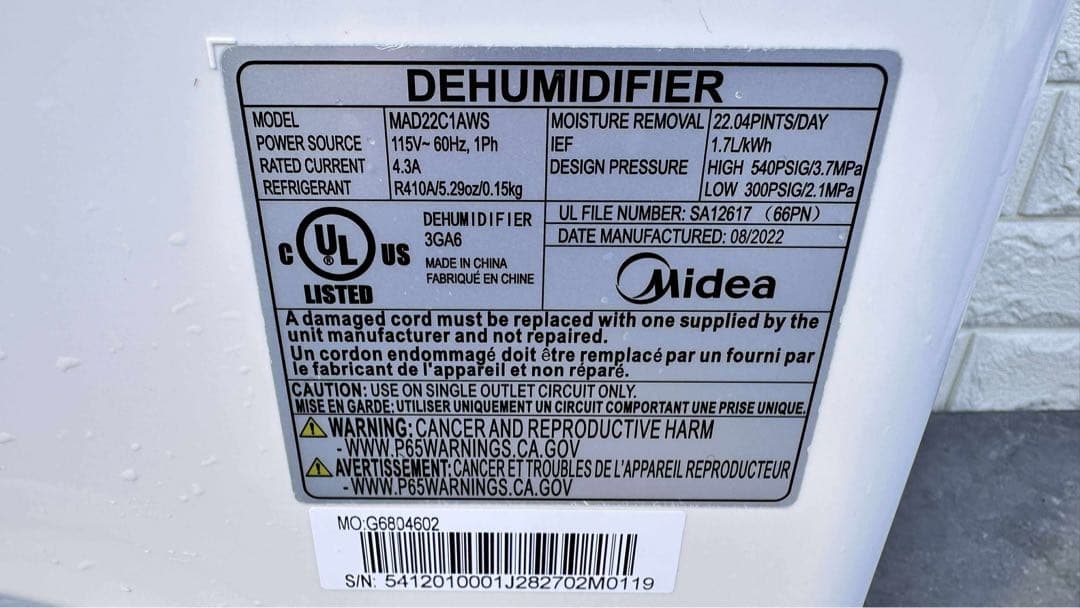 DEHUMIDIFIER
MODEL MAD22C1AWS
POWER SOURCE 115V~ 60Hz, 1Ph
RATED CURRENT 4.3A
REFRIGERANT R410A/5.29oz/0.15kg
MOISTURE REMOVAL 22.04PINTS/DAY
IEF 1.7L/kWh
DESIGN PRESSURE HIGH 540PSIG/3.7MPa
LOW 300PSIG/2.1MPa
C UL® US
LISTED
DEHUMIDIFIER
3GA6
MADE IN CHINA
FABRIQUÉ EN CHINE
UL FILE NUMBER: SA12617 (66PN)
DATE MANUFACTURED: 08/2022
Midea
A damaged cord must be replaced with one supplied by the
unit manufacturer and not repaired.
Un cordon endommagé doit être remplacé par un fourni par
le fabricant de l'appareil et non réparé.
CAUTION: USE ON SINGLE OUTLET CIRCUIT ONLY.
MISE EN GARDE: UTILISER UNIQUEMENT UN CIRCUIT COMPORTANT UNE PRISE UNIQUE.
WARNING: CANCER AND REPRODUCTIVE HARM
- WWW.P65WARNINGS.CA.GOV
AVERTISSEMENT: CANCER ET TROUBLES DE L'APPAREIL REPRODUCTEUR
- WWW.P65WARNINGS.CA.GOV
MO:G6804602
S/N: 5412010001J282702M0119